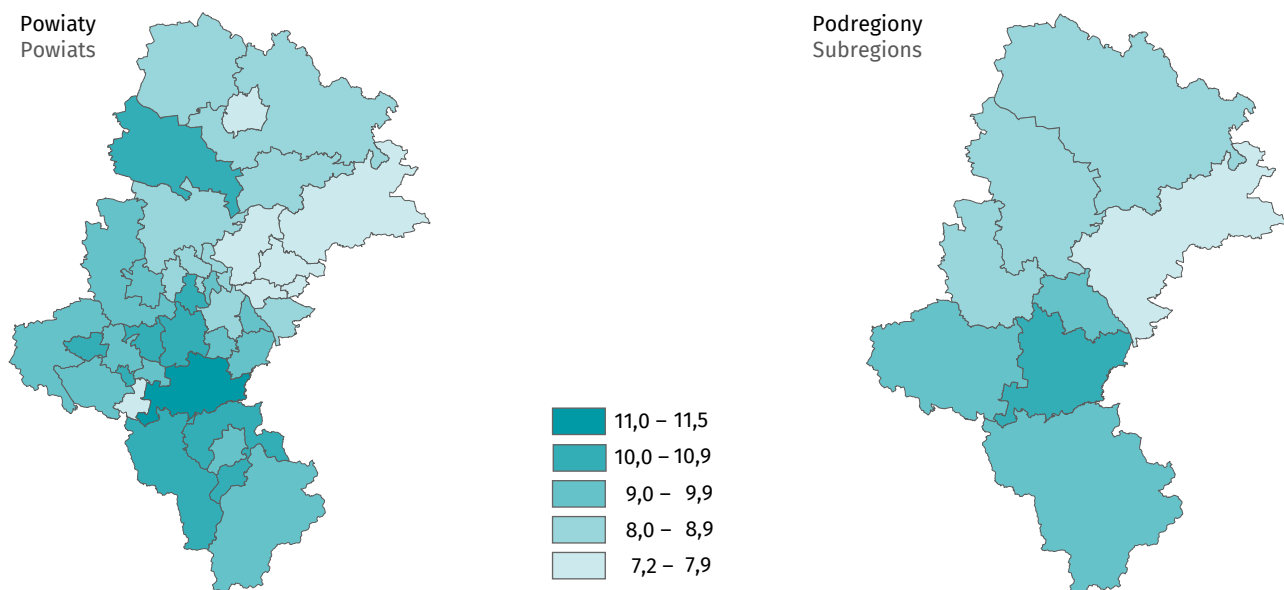 Powiaty
Powiats
Podregiony
Subregions
11,0 – 11,5
10,0 – 10,9
9,0 – 9,9
8,0 – 8,9
7,2 – 7,9